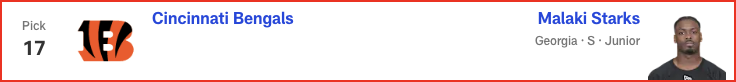 Pick
17
Cincinnati Bengals
Malaki Starks
Georgia · S · Junior